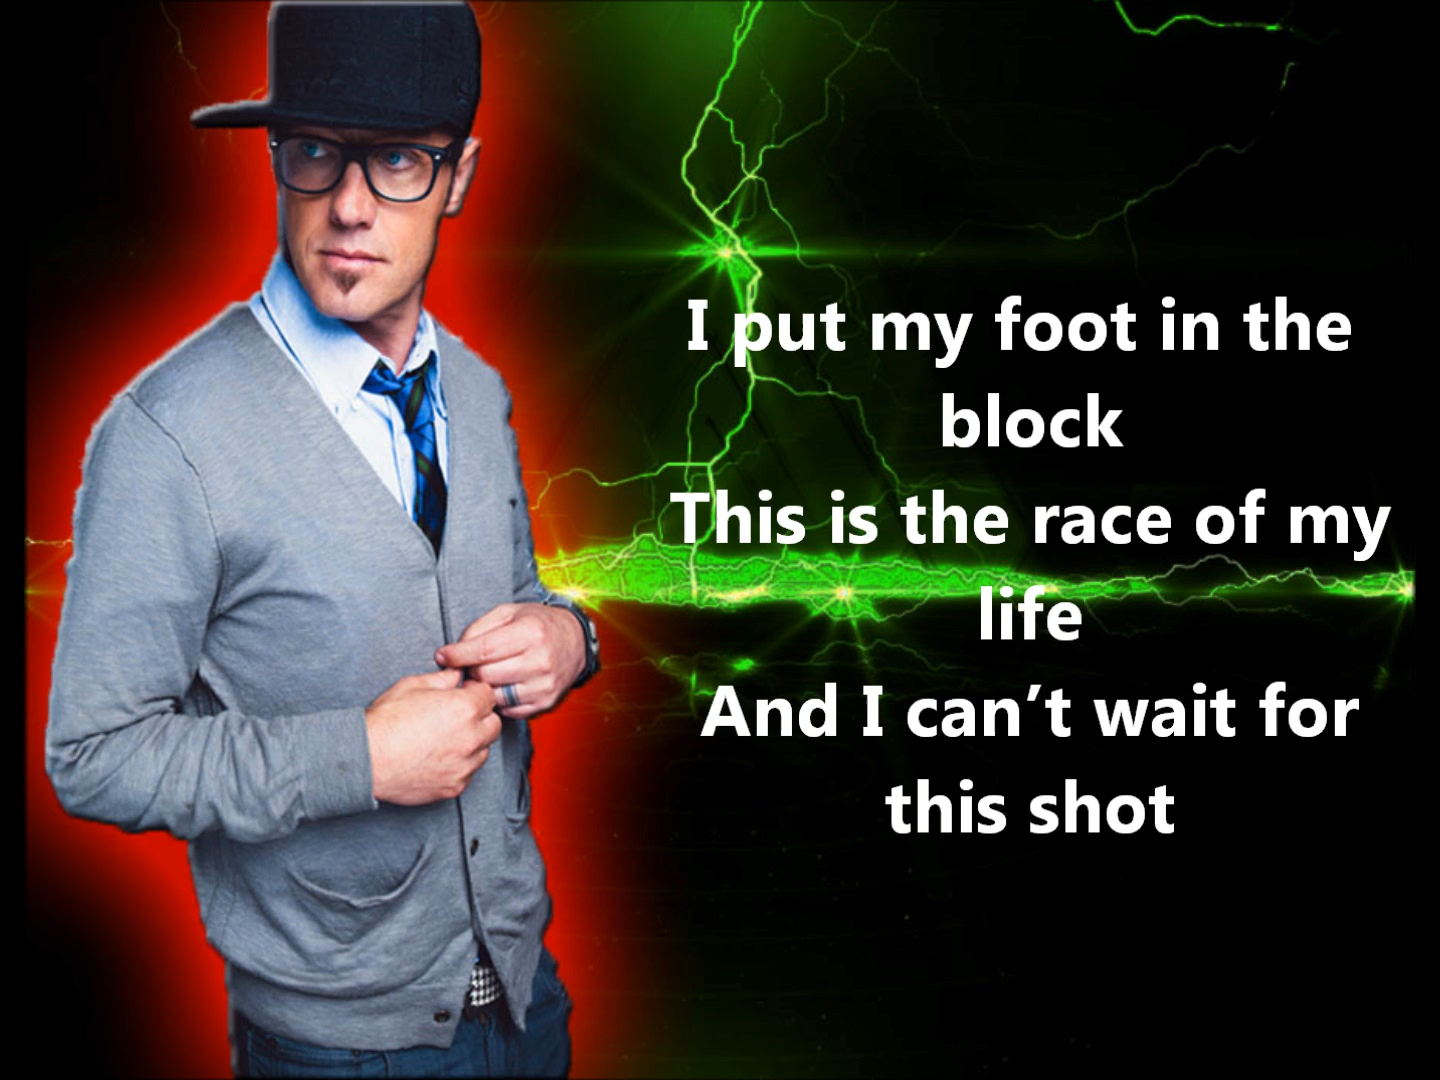 I put my foot in the
block
This is the race of my
life
And I can’t wait for
this shot